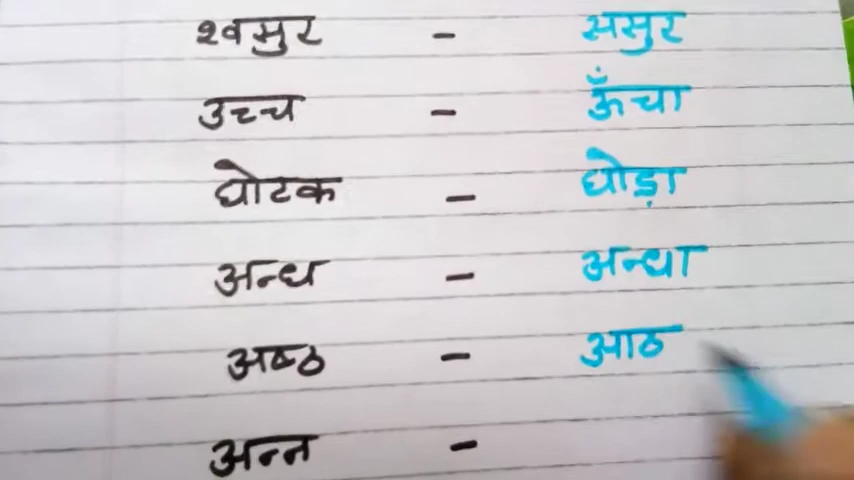 श्वसुर - ससुर
उच्च - ऊँचा
घोटक - घोड़ा
अन्ध - अन्धा
अष्ठ - आठ
अन्न -